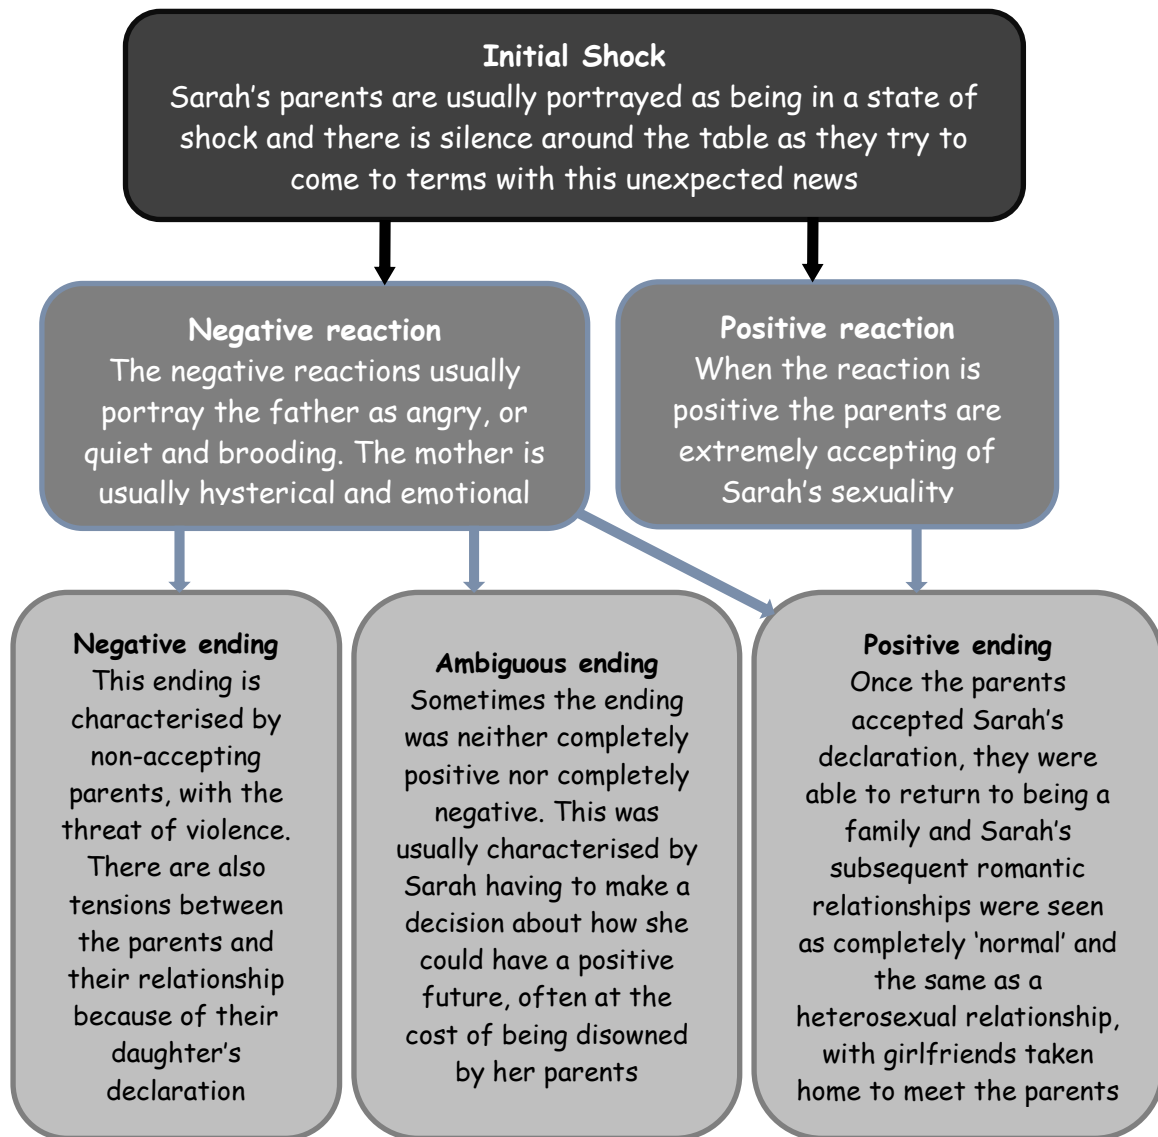 Initial Shock
Sarah's parents are usually portrayed as being in a state of
shock and there is silence around the table as they try to
come to terms with this unexpected news
Negative reaction
The negative reactions usually
portray the father as angry, or
quiet and brooding. The mother is
usually hysterical and emotional
Positive reaction
When the reaction is
positive the parents are
extremely accepting of
Sarah's sexuality
Negative ending
This ending is
characterised by
non-accepting
parents, with the
threat of violence.
There are also
tensions between
the parents and
their relationship
because of their
daughter's
declaration
Ambiguous ending
Sometimes the ending
was neither completely
positive nor completely
negative. This was
usually characterised by
Sarah having to make a
decision about how she
could have a positive
future, often at the
cost of being disowned
by her parents
Positive ending
Once the parents
accepted Sarah's
declaration, they were
able to return to being a
family and Sarah's
subsequent romantic
relationships were seen
as completely 'normal' and
the same as a
heterosexual relationship,
with girlfriends taken
home to meet the parents